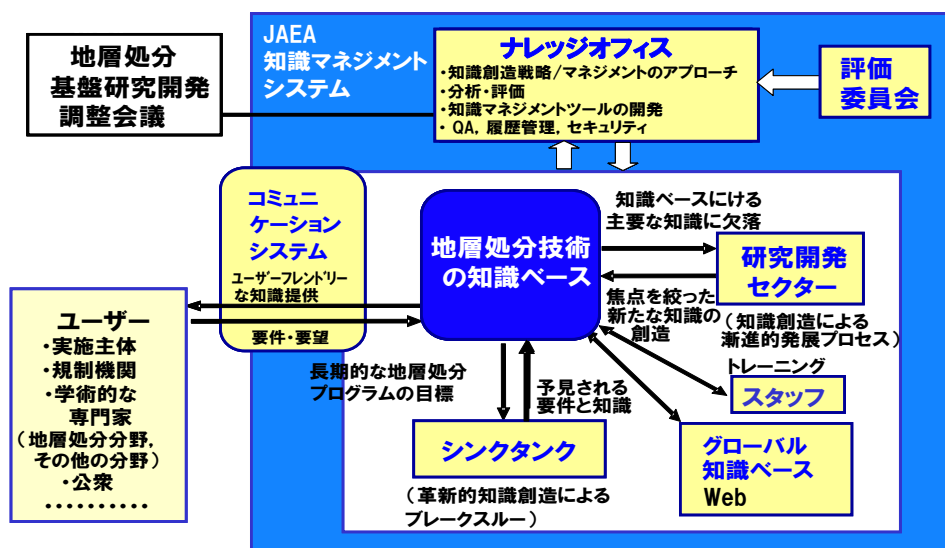 地層処分
基盤研究開発
調整会議
JAEA
知識マネジメント
システム
ナレッジオフィス
・知識創造戦略/マネジメントのアプローチ
・分析・評価
・知識マネジメントツールの開発
・ QA, 履歴管理, セキュリティ
評価
委員会
コミュニ
ケーション
システム
ユーザーフレンドリー
な知識提供
要件・要望
地層処分技術
の知識ベース
知識ベースにける
主要な知識に欠落
研究開発
セクター
焦点を絞った
新たな知識の
創造
（知識創造による
漸進的発展プロセス）
ユーザー
・実施主体
・規制機関
・学術的な
専門家
（地層処分分野,
その他の分野）
・公衆
・・・・・・・・・・
長期的な地層処分
プログラムの目標
予見される
要件と知識
トレーニング
スタッフ
シンクタンク
（革新的知識創造による
ブレークスルー）
グローバル
知識ベース
Web